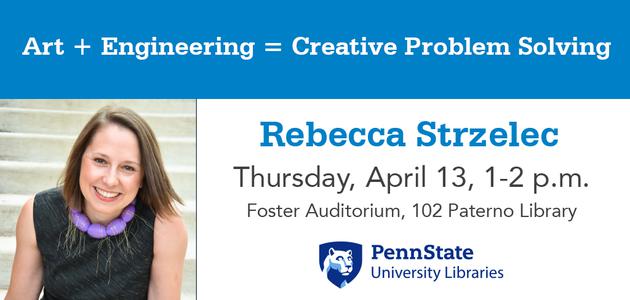 Art + Engineering = Creative Problem Solving
Rebecca Strzelec
Thursday, April 13, 1-2 p.m.
Foster Auditorium, 102 Paterno Library
PennState
University Libraries